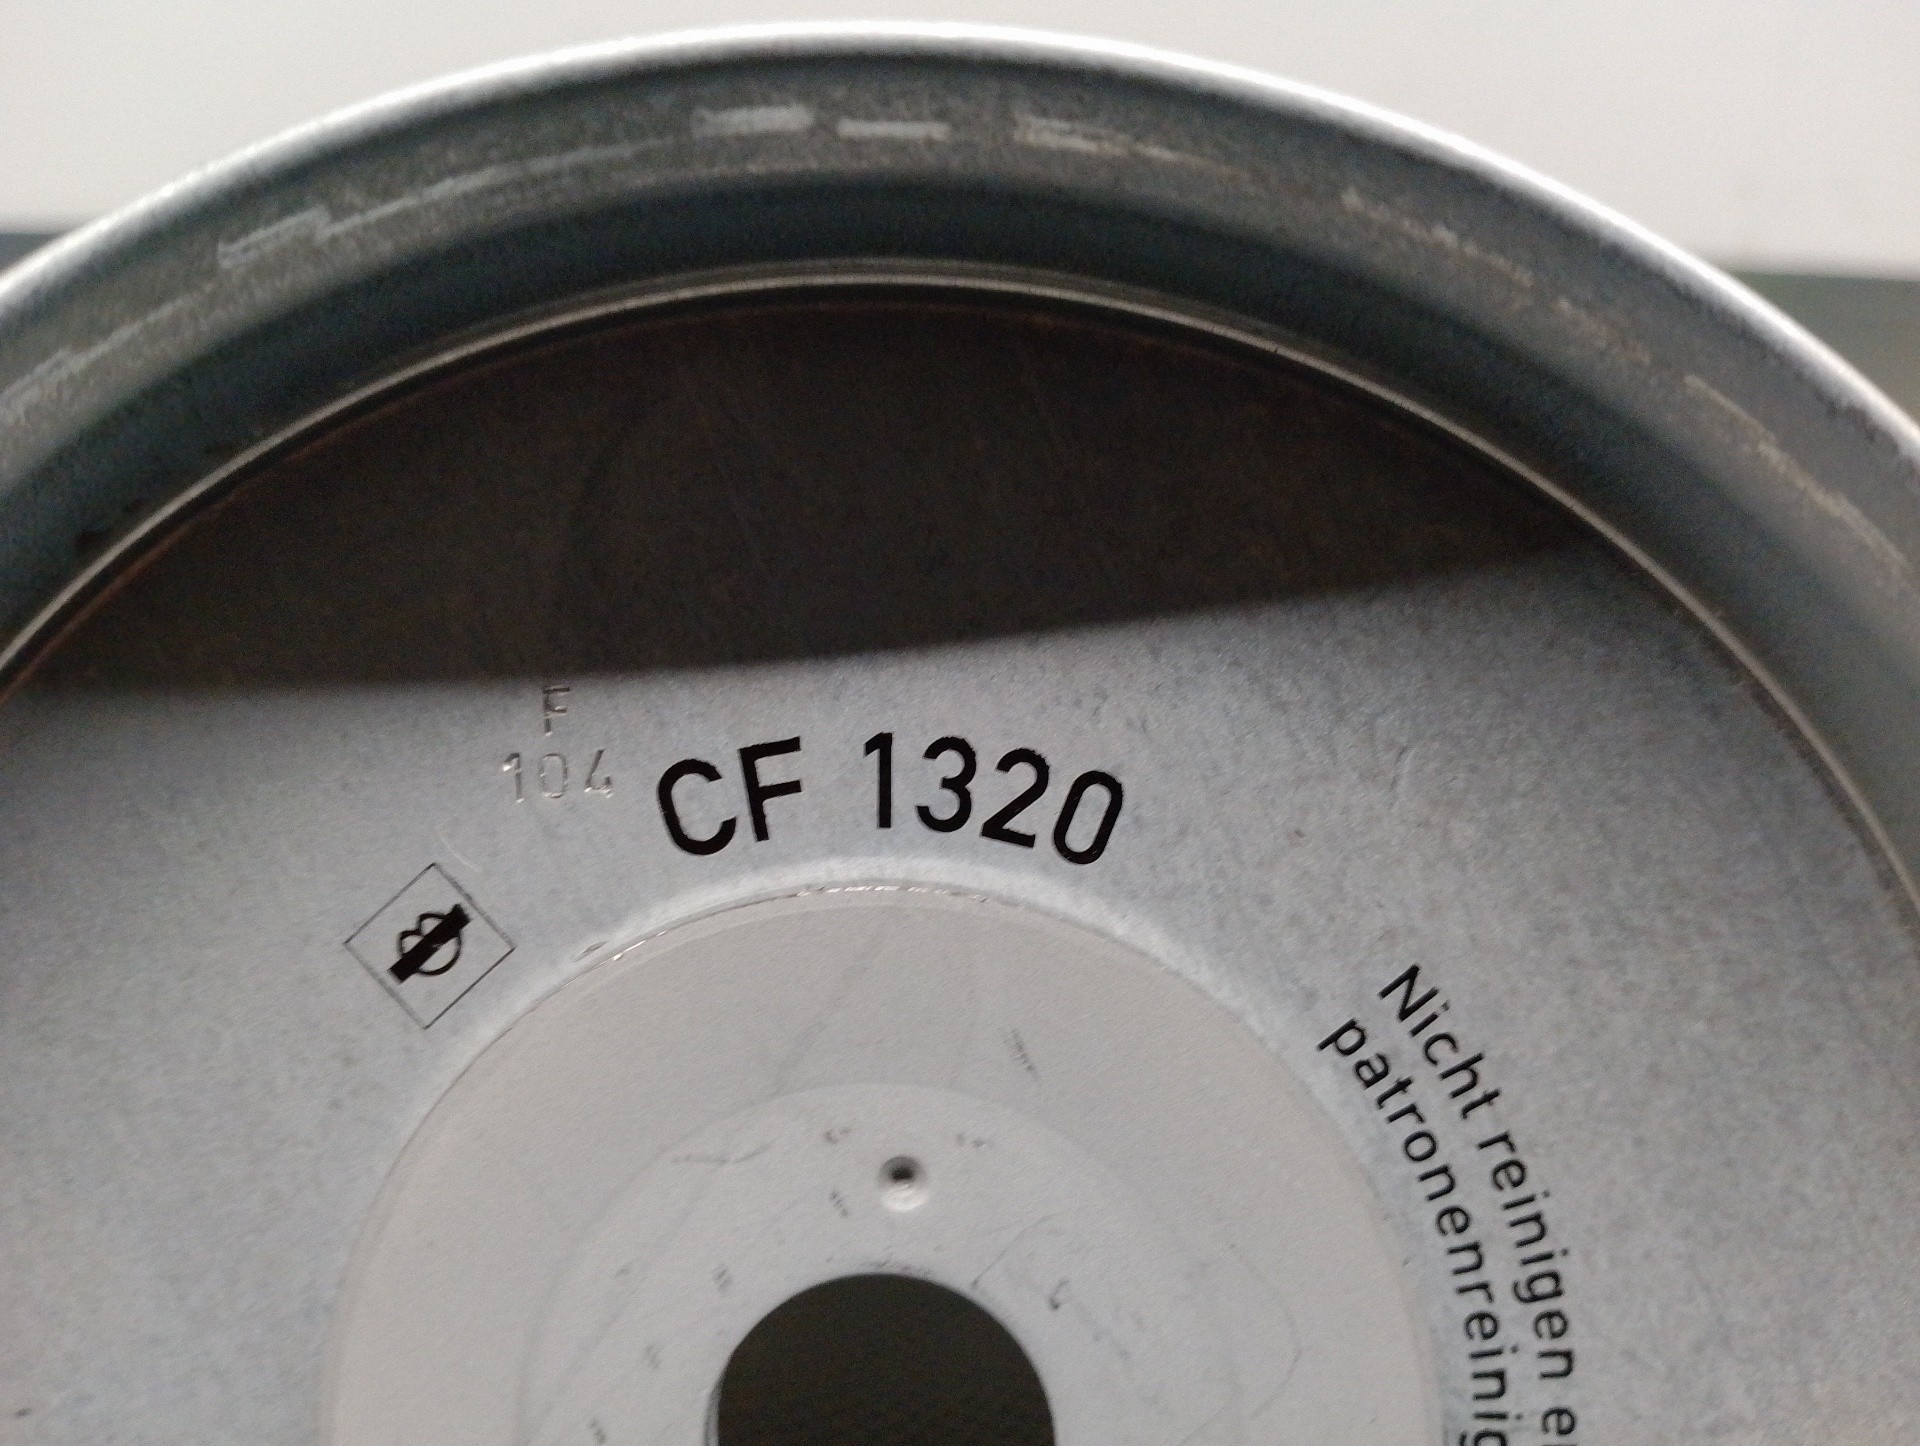 F
104
CF 1320
Nicht reinigen
patronenreinig